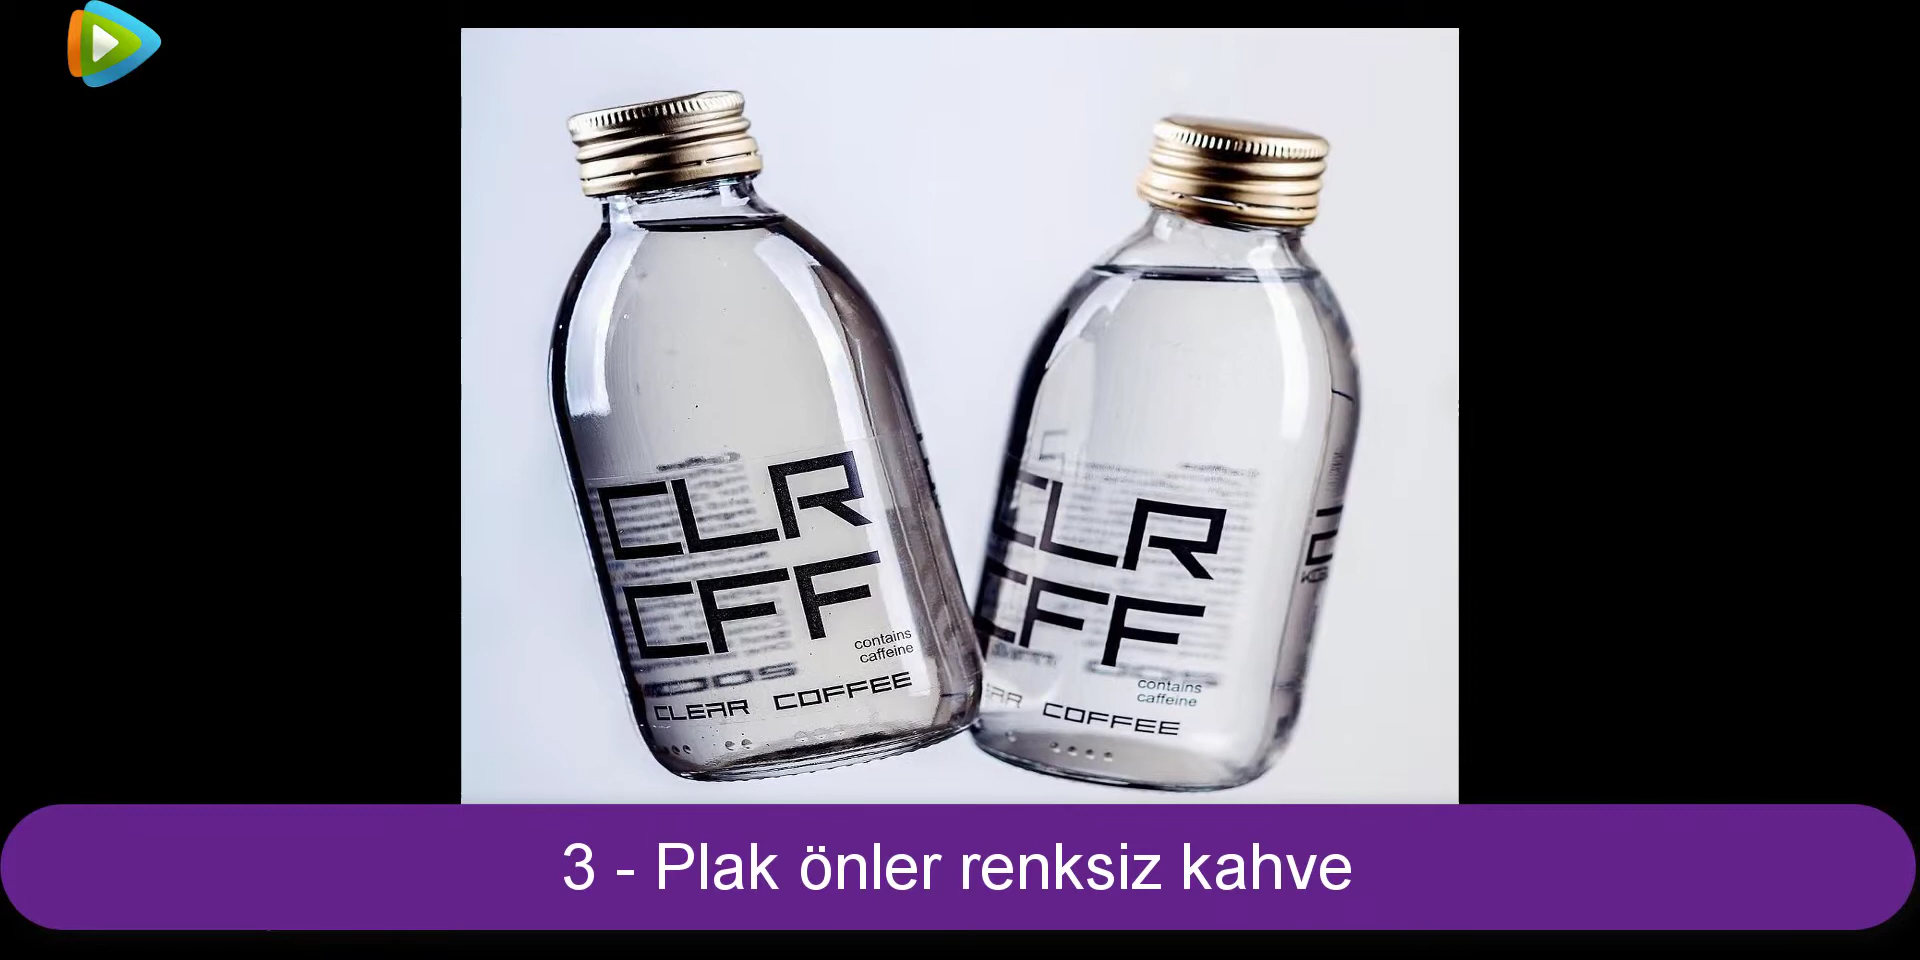 CLR
CFF
contains
caffeine
CLEAR COFFEE
CLR
CFF
contains
caffeine
COFFEE
3 - Plak önler renksiz kahve